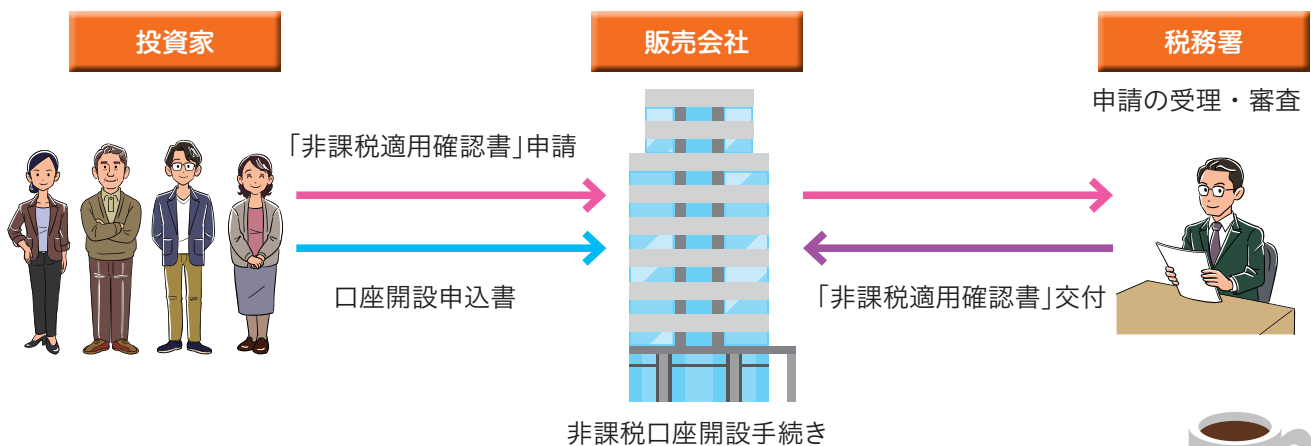 投資家
販売会社
税務署
申請の受理・審査
「非課税適用確認書」申請
口座開設申込書
「非課税適用確認書」交付
非課税口座開設手続き